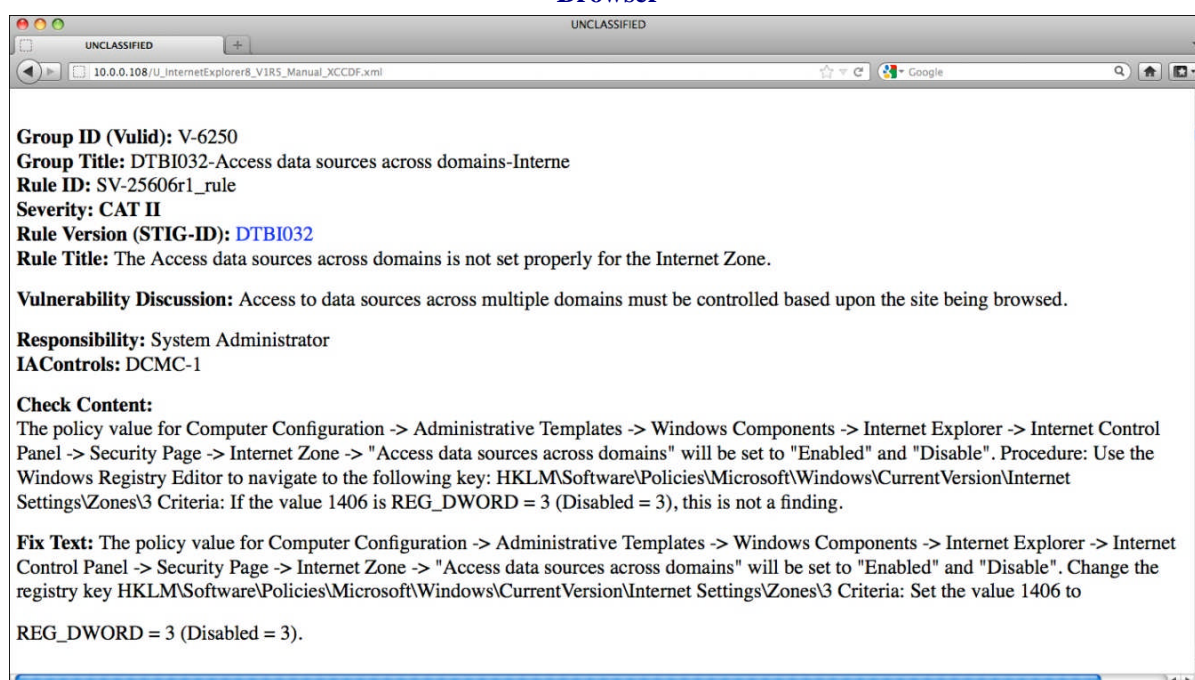 Browser
UNCLASSIFIED
UNCLASSIFIED
10.0.0.108/U_InternetExplorer8_V1R5_Manual_XCCDF.xml
Google
Group ID (Vulid): V-6250
Group Title: DTBI032-Access data sources across domains-Interne
Rule ID: SV-25606r1_rule
Severity: CAT II
Rule Version (STIG-ID): DTBI032
Rule Title: The Access data sources across domains is not set properly for the Internet Zone.
Vulnerability Discussion: Access to data sources across multiple domains must be controlled based upon the site being browsed.
Responsibility: System Administrator
IAControls: DCMC-1
Check Content:
The policy value for Computer Configuration -> Administrative Templates -> Windows Components -> Internet Explorer -> Internet Control
Panel -> Security Page -> Internet Zone -> "Access data sources across domains" will be set to "Enabled" and "Disable". Procedure: Use the
Windows Registry Editor to navigate to the following key: HKLM\Software\Policies\Microsoft\Windows\CurrentVersion\Internet
Settings\Zones\3 Criteria: If the value 1406 is REG_DWORD = 3 (Disabled = 3), this is not a finding.
Fix Text: The policy value for Computer Configuration -> Administrative Templates -> Windows Components -> Internet Explorer -> Internet
Control Panel -> Security Page -> Internet Zone -> "Access data sources across domains" will be set to "Enabled" and "Disable". Change the
registry key HKLM\Software\Policies\Microsoft\Windows\CurrentVersion\Internet Settings\Zones\3 Criteria: Set the value 1406 to
REG_DWORD = 3 (Disabled = 3).